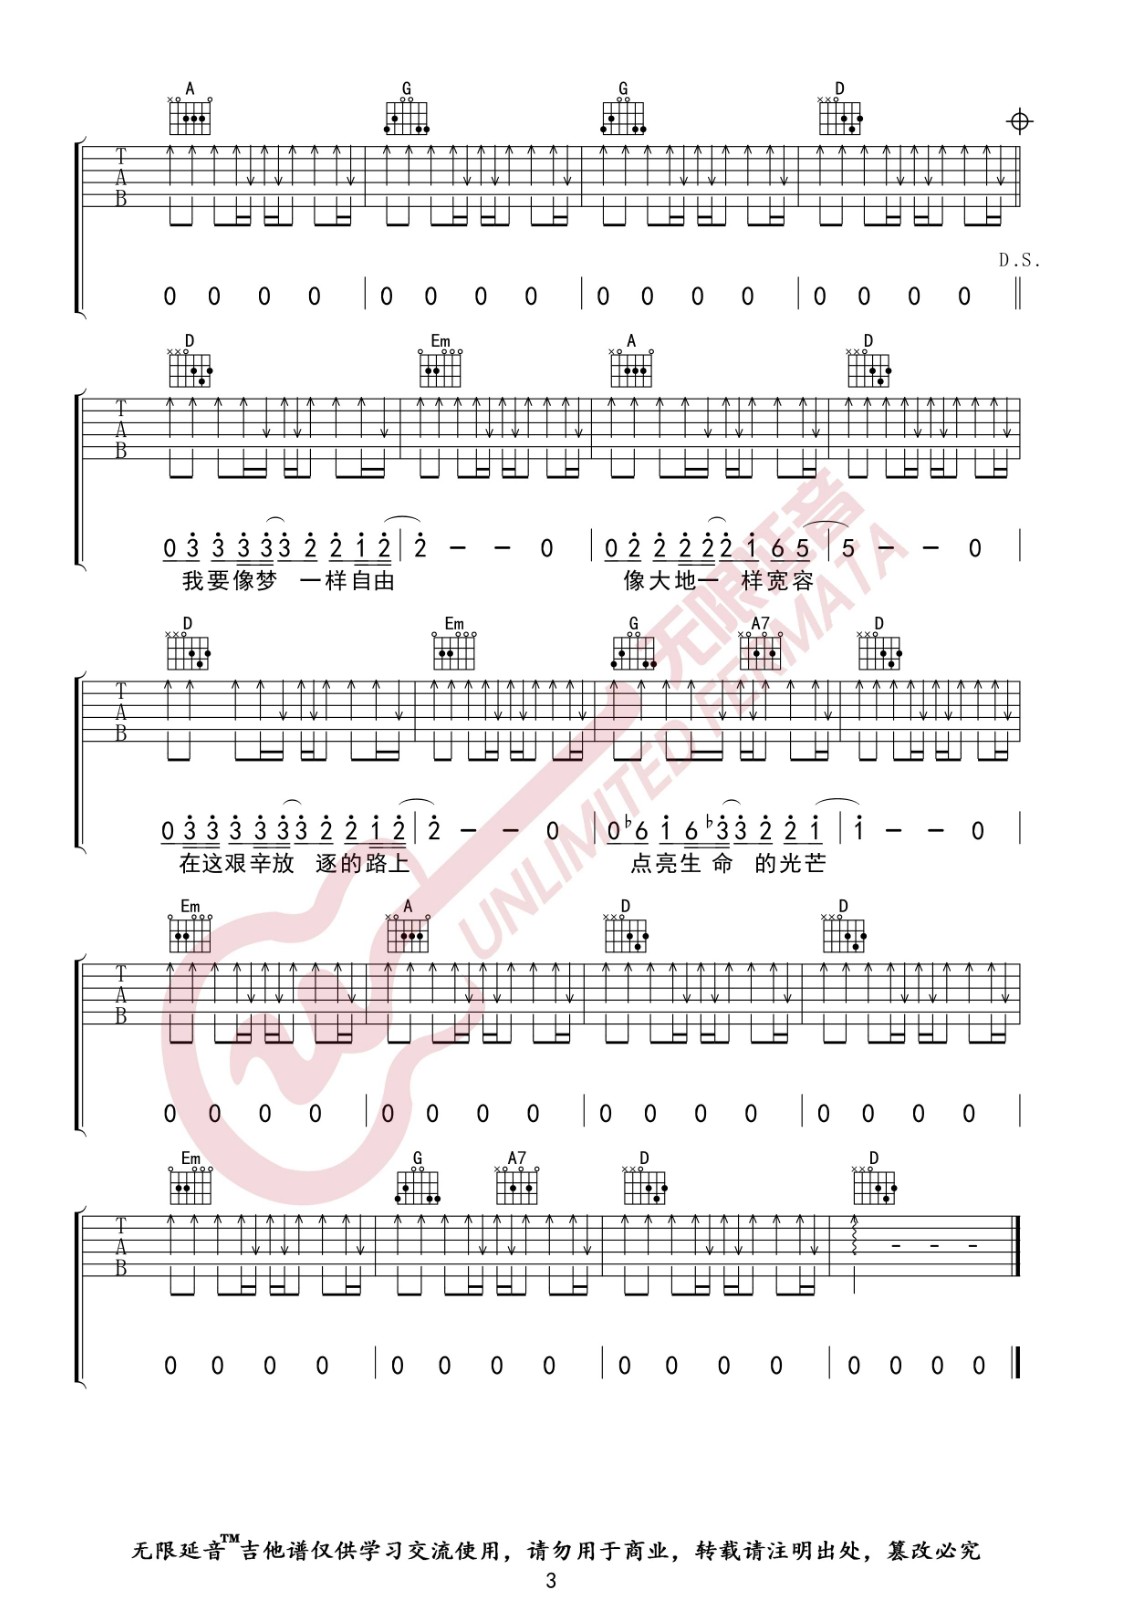 A G G D
T
A
B
D.S.
0 0 0 0 | 0 0 0 0 | 0 0 0 0 | 0 0 0 0 ||
D Em A D
T
A
B
0 3 3 3 3 3 2 2 1 2 | 2 - - 0 | 0 2 2 2 2 2 1 6 5 | 5 - - 0 |
我要像梦 一样自由 像大地一 样宽容
D Em G A7 D
T
A
B
0 3 3 3 3 3 3 2 2 1 2 | 2 - - 0 | 0 ♭6 1 6 ♭3 3 2 2 1 | 1 - - 0 |
在这艰辛放 逐的路上 点亮生 命 的光芒
Em A D D
T
A
B
0 0 0 0 | 0 0 0 0 | 0 0 0 0 | 0 0 0 0 |
Em G A7 D D
T
A
B
0 0 0 0 | 0 0 0 0 | 0 0 0 0 | 0 0 0 0
无限延音
UNLIMITED FERMATA
无限延音™吉他谱仅供学习交流使用，请勿用于商业，转载请注明出处，篡改必究
3